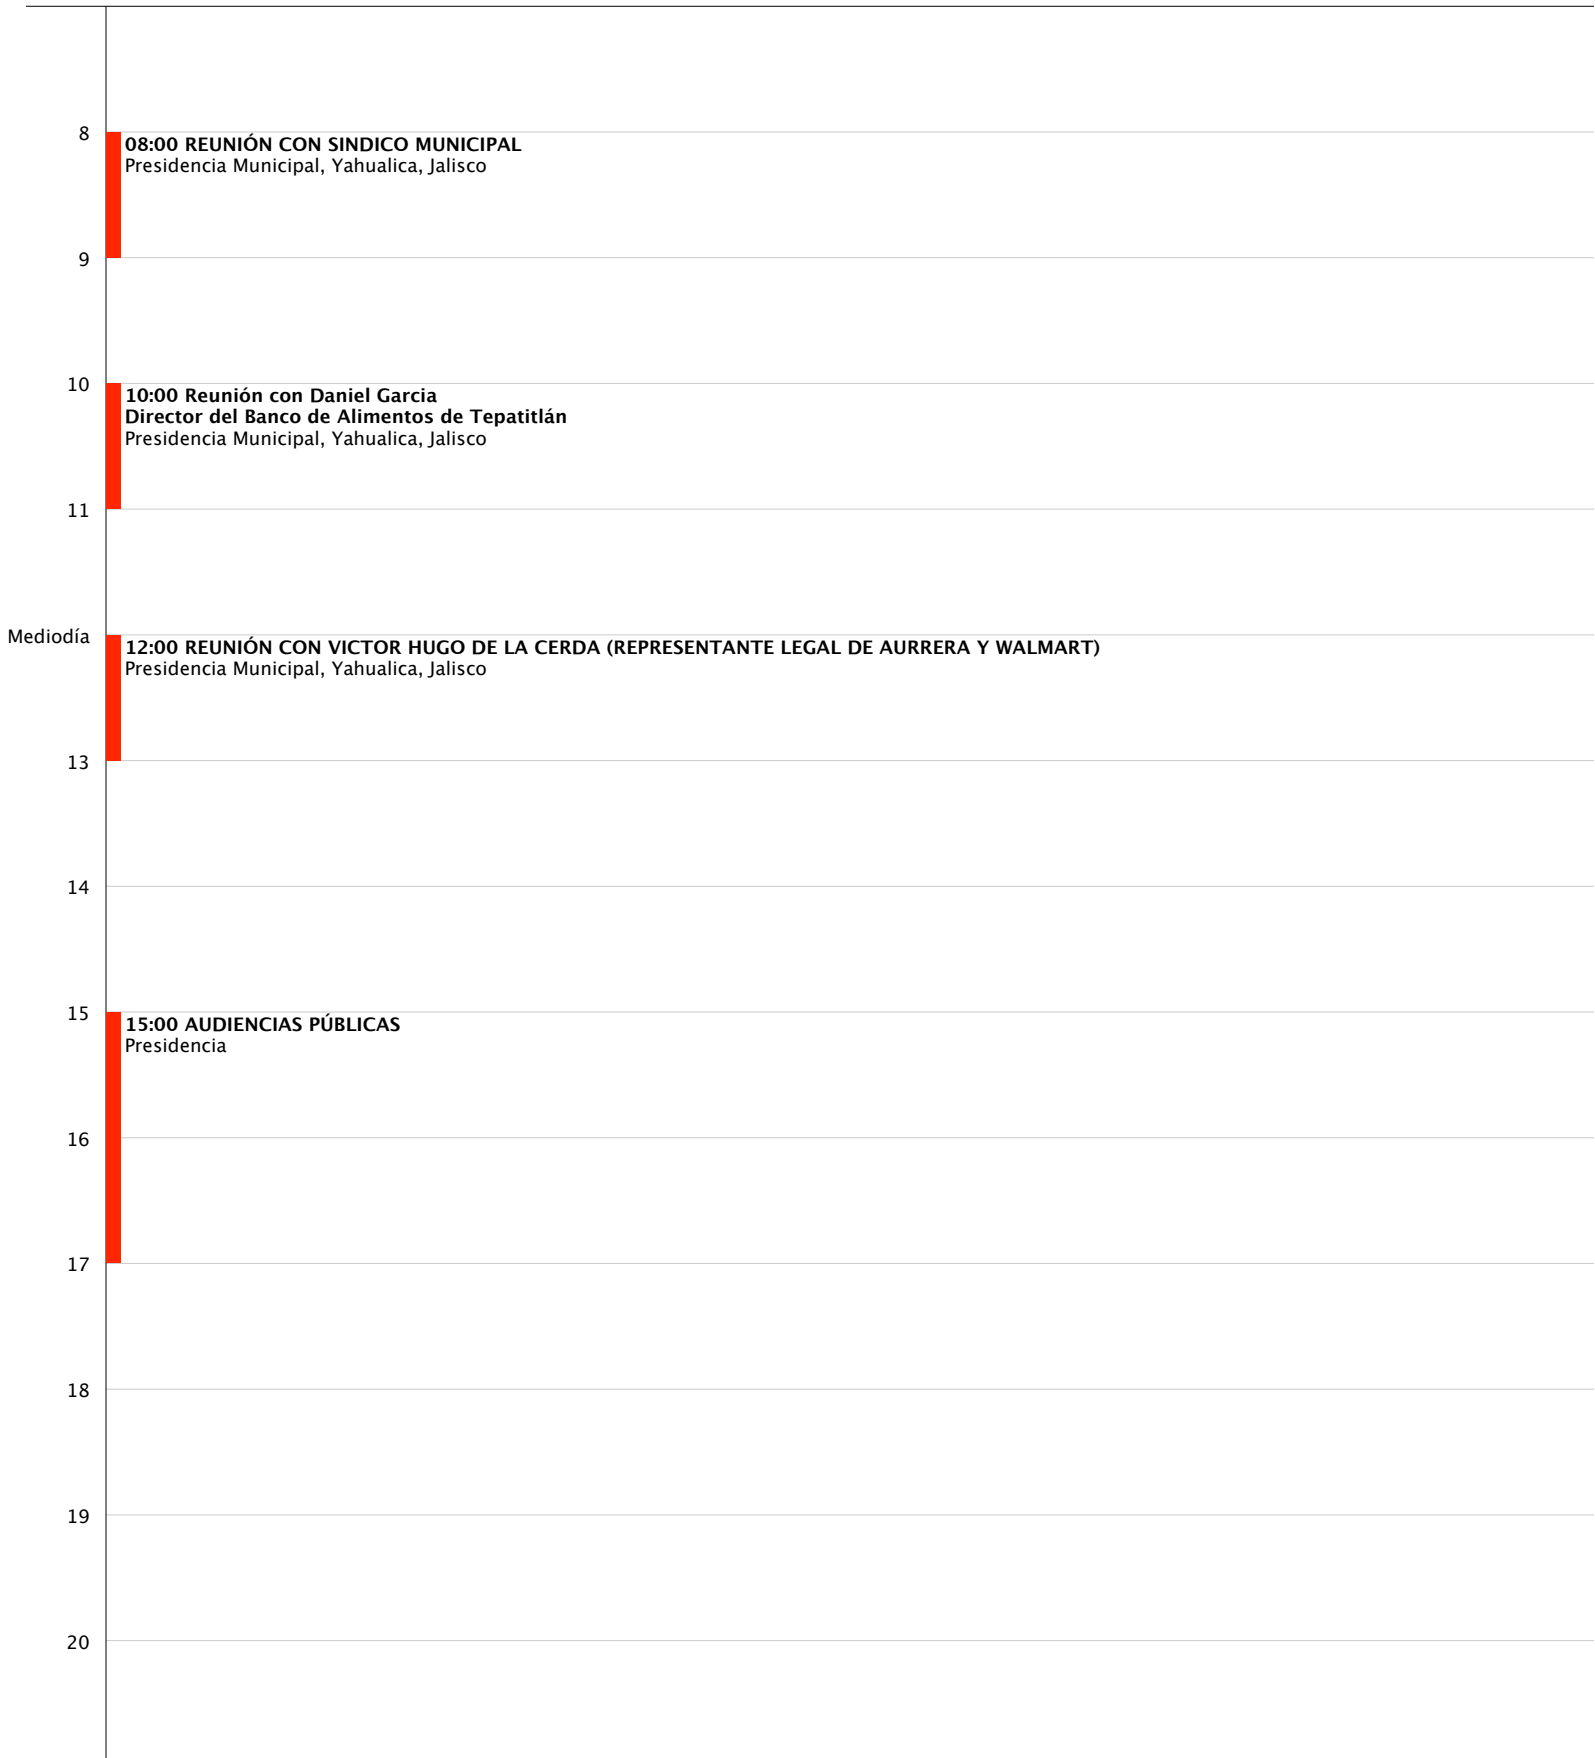 8
08:00 REUNIÓN CON SINDICO MUNICIPAL
Presidencia Municipal, Yahualica, Jalisco
9
10
10:00 Reunión con Daniel Garcia
Director del Banco de Alimentos de Tepatitlán
Presidencia Municipal, Yahualica, Jalisco
11
Mediodía
12:00 REUNIÓN CON VICTOR HUGO DE LA CERDA (REPRESENTANTE LEGAL DE AURRERA Y WALMART)
Presidencia Municipal, Yahualica, Jalisco
13
14
15
15:00 AUDIENCIAS PÚBLICAS
Presidencia
16
17
18
19
20